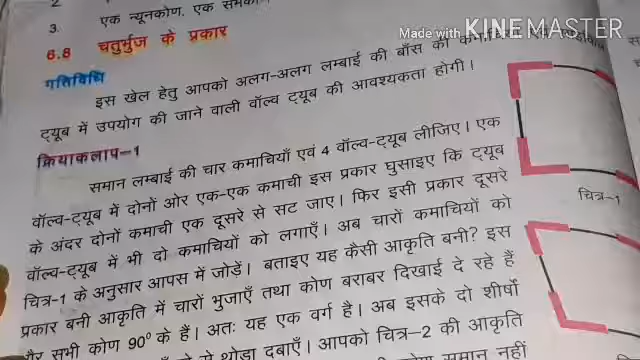 2
3. एक न्यूनकोण, एक
Made with KINEMASTER
6.8 चतुर्भुज के प्रकार
गतिविधि
इस खेल हेतु आपको अलग-अलग लम्बाई की बाँस की कमाचियों एवं
ट्यूब में उपयोग की जाने वाली वॉल्व ट्यूब की आवश्यकता होगी।
क्रियाकलाप-1
समान लम्बाई की चार कमाचियाँ एवं 4 वॉल्व-ट्यूब लीजिए। एक
वॉल्व-ट्यूब में दोनों ओर एक-एक कमाची इस प्रकार घुसाइए कि ट्यूब
के अंदर दोनों कमाची एक दूसरे से सट जाए। फिर इसी प्रकार दूसरे
वॉल्व-ट्यूब में भी दो कमाचियों को लगाएँ। अब चारों कमाचियों को
चित्र-1 के अनुसार आपस में जोड़ें। बताइए यह कैसी आकृति बनी? इस
प्रकार बनी आकृति में चारों भुजाएँ तथा कोण बराबर दिखाई दे रहे हैं
और सभी कोण 90° के हैं। अतः यह एक वर्ग है। अब इसके दो शीर्षों
थोड़ा दबाएँ। आपको चित्र-2 की आकृति
समान नहीं
चित्र-1